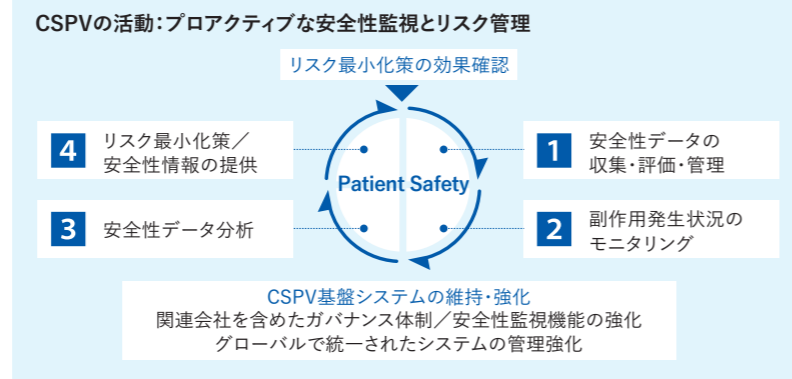 CSPVの活動：プロアクティブな安全性監視とリスク管理
リスク最小化策の効果確認
1
安全性データの
収集・評価・管理
2
副作用発生状況の
モニタリング
3
安全性データ分析
4
リスク最小化策／
安全性情報の提供
Patient Safety
CSPV基盤システムの維持・強化
関連会社を含めたガバナンス体制／安全性監視機能の強化
グローバルで統一されたシステムの管理強化